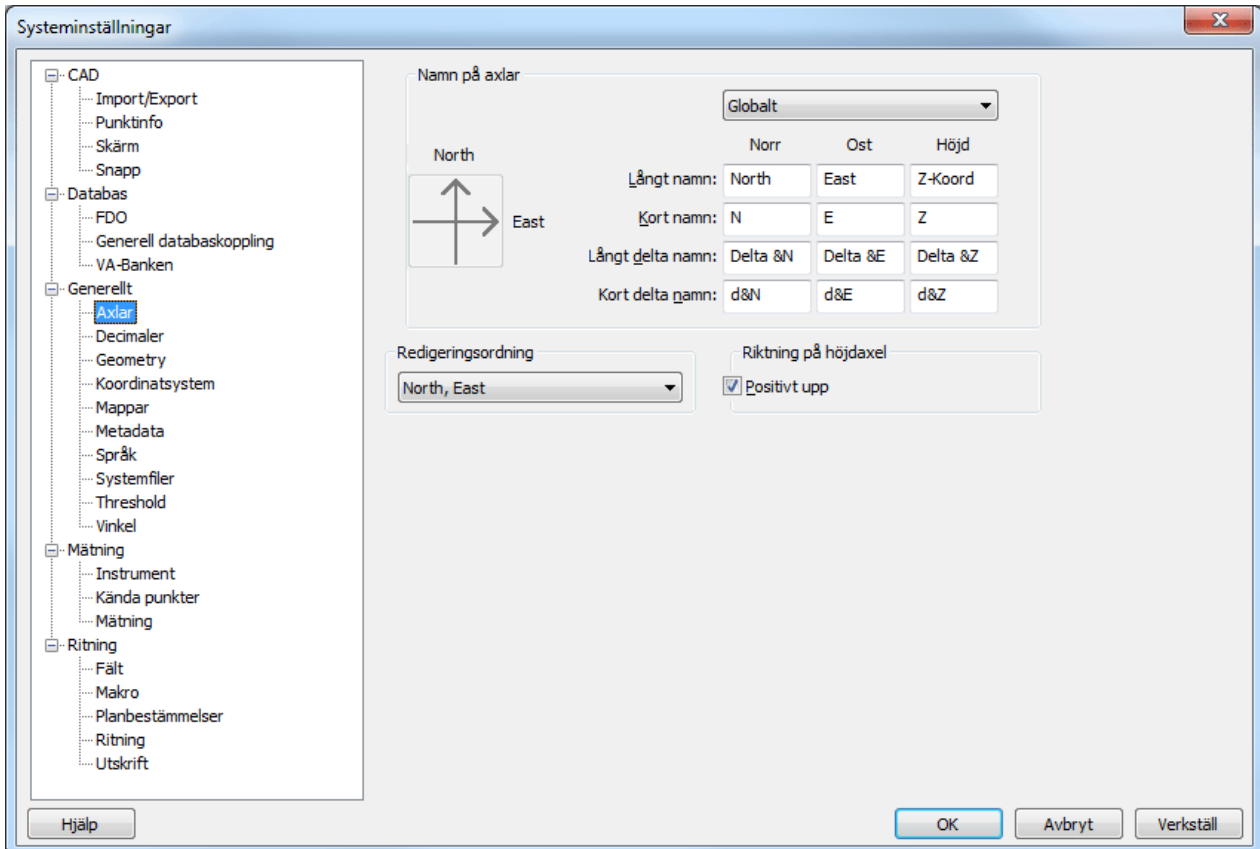 Systeminställningar
CAD
Import/Export
Punktinfo
Skärm
Snapp
Databas
FDO
Generell databaskoppling
VA-Banken
Generellt
Axlar
Decimaler
Geometry
Koordinatsystem
Mappar
Metadata
Språk
Systemfiler
Threshold
Vinkel
Mätning
Instrument
Kända punkter
Mätning
Ritning
Fält
Makro
Planbestämmelser
Ritning
Utskrift
Namn på axlar
Globalt
Norr Ost Höjd
North
East
Långt namn: North East Z-Koord
Kort namn: N E Z
Långt delta namn: Delta &N Delta &E Delta &Z
Kort delta namn: d&N d&E d&Z
Redigeringsordning
North, East
Riktning på höjdaxel
Positivt upp
Hjälp OK Avbryt Verkställ